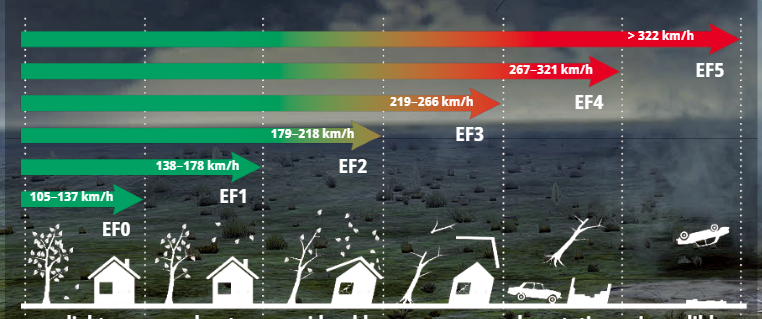 > 322 km/h
EF5
267–321 km/h
EF4
219–266 km/h
EF3
179–218 km/h
EF2
138–178 km/h
EF1
105–137 km/h
EF0